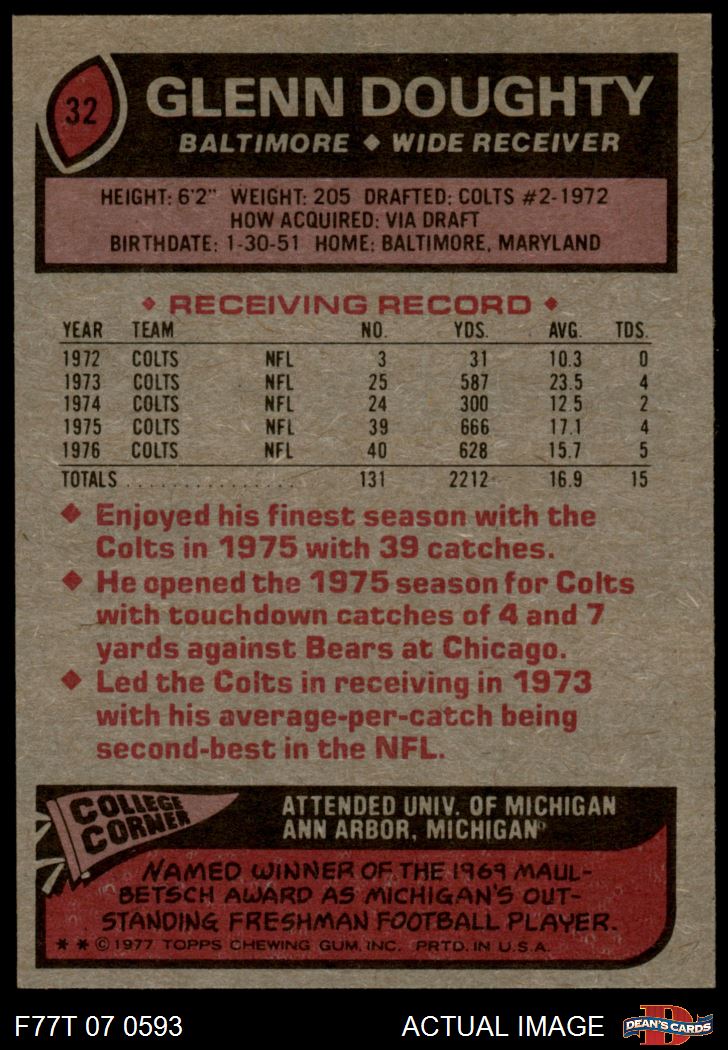 32
GLENN DOUGHTY
BALTIMORE ◆ WIDE RECEIVER
HEIGHT: 6'2" WEIGHT: 205 DRAFTED: COLTS #2-1972
HOW ACQUIRED: VIA DRAFT
BIRTHDATE: 1-30-51 HOME: BALTIMORE, MARYLAND
◆ RECEIVING RECORD ◆
YEAR TEAM NO. YDS. AVG. TDS.
1972 COLTS NFL 3 31 10.3 0
1973 COLTS NFL 25 587 23.5 4
1974 COLTS NFL 24 300 12.5 2
1975 COLTS NFL 39 666 17.1 4
1976 COLTS NFL 40 628 15.7 5
TOTALS . . . . . . . . . . . . . . . 131 2212 16.9 15
◆ Enjoyed his finest season with the
Colts in 1975 with 39 catches.
◆ He opened the 1975 season for Colts
with touchdown catches of 4 and 7
yards against Bears at Chicago.
◆ Led the Colts in receiving in 1973
with his average-per-catch being
second-best in the NFL.
COLLEGE
CORNER
ATTENDED UNIV. OF MICHIGAN
ANN ARBOR, MICHIGAN
NAMED WINNER OF THE 1969 MAUL-
BETSCH AWARD AS MICHIGAN'S OUT-
STANDING FRESHMAN FOOTBALL PLAYER.
* * © 1977 TOPPS CHEWING GUM, INC. PRTD. IN U.S.A.
F77T 07 0593
ACTUAL IMAGE
D
DEAN'S CARDS